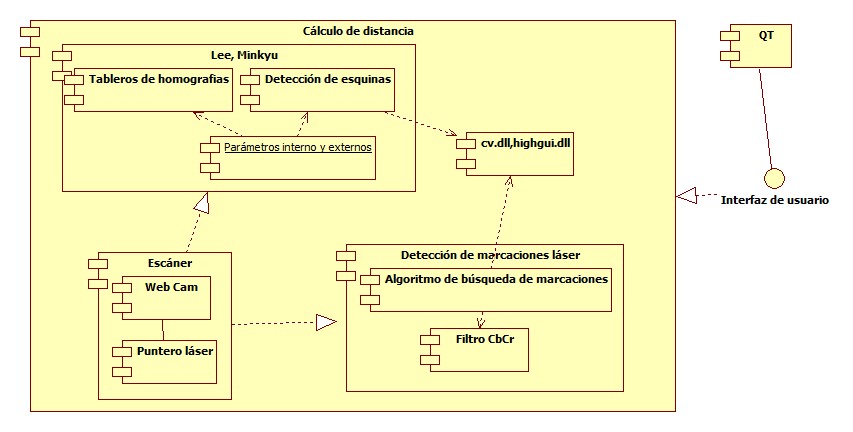 Cálculo de distancia
QT
Lee, Minkyu
Tableros de homografias
Detección de esquinas
Parámetros interno y externos
cv.dll,highgui.dll
Interfaz de usuario
Escáner
Web Cam
Puntero láser
Detección de marcaciones láser
Algoritmo de búsqueda de marcaciones
Filtro CbCr